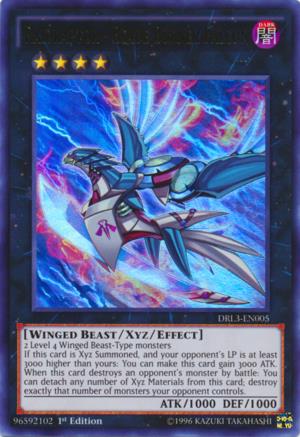 DARK
闇
DRL3-EN005
[WINGED BEAST/XYZ/EFFECT]
2 Level 4 Winged Beast-Type monsters
If this card is Xyz Summoned, and your opponent's LP is at least
3000 higher than yours: You can make this card gain 3000 ATK.
When this card destroys an opponent's monster by battle: You can
detach any number of Xyz Materials from this card; destroy
exactly that number of monsters your opponent controls.
ATK/1000 DEF/1000
96592102 1st Edition ©1996 KAZUKI TAKAHASHI